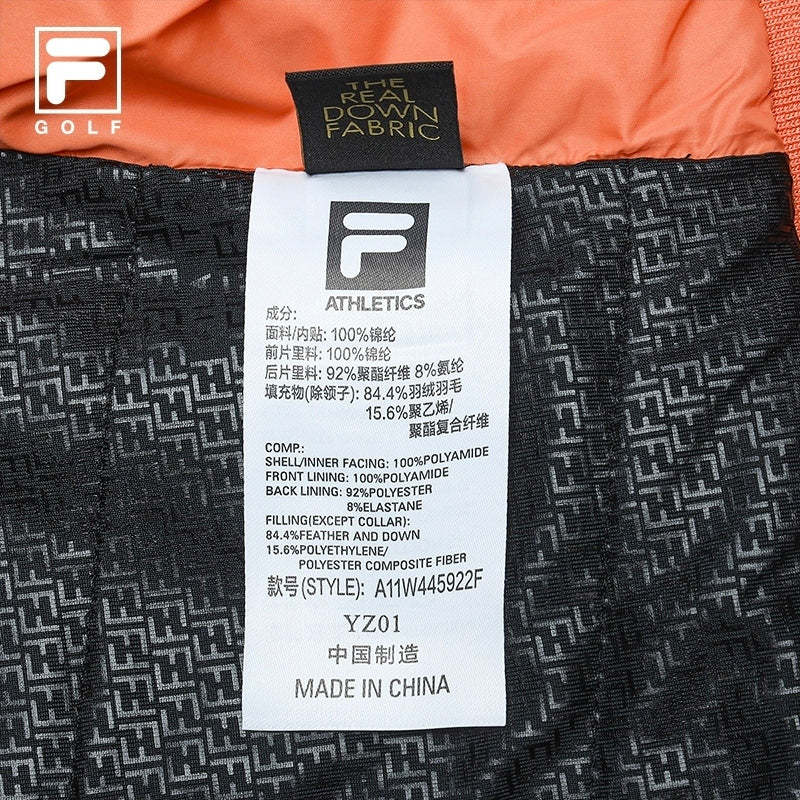 F
GOLF
THE
REAL
DOWN
FABRIC
F
ATHLETICS
成分:
面料/内贴: 100%锦纶
前片里料: 100%锦纶
后片里料: 92%聚酯纤维 8%氨纶
填充物(除领子): 84.4%羽绒羽毛
15.6%聚乙烯/
聚酯复合纤维
COMP.:
SHELL/INNER FACING: 100%POLYAMIDE
FRONT LINING: 100%POLYAMIDE
BACK LINING: 92%POLYESTER
8%ELASTANE
FILLING(EXCEPT COLLAR):
84.4%FEATHER AND DOWN
15.6%POLYETHYLENE/
POLYESTER COMPOSITE FIBER
款号(STYLE): A11W445922F
YZ01
中国制造
MADE IN CHINA